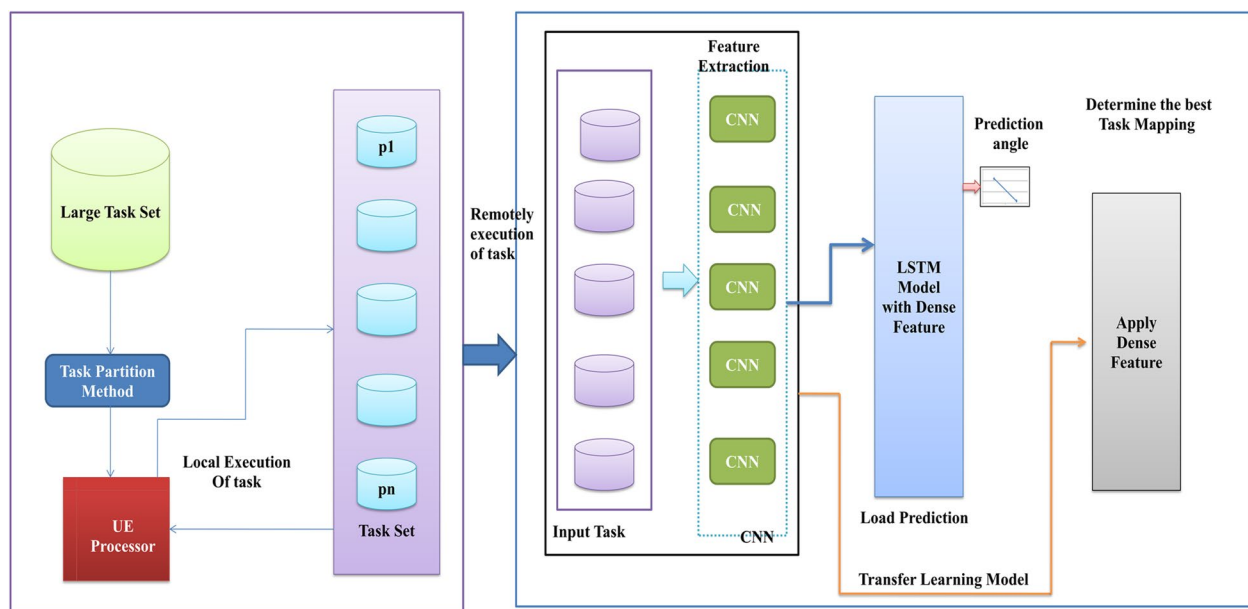 Large Task Set
Task Partition
Method
UE
Processor
Local Execution
Of task
p1
pn
Task Set
Remotely
execution
of task
Feature
Extraction
CNN
CNN
CNN
CNN
CNN
Input Task
CNN
LSTM
Model
with Dense
Feature
Load Prediction
Prediction
angle
Determine the best
Task Mapping
Apply
Dense
Feature
Transfer Learning Model